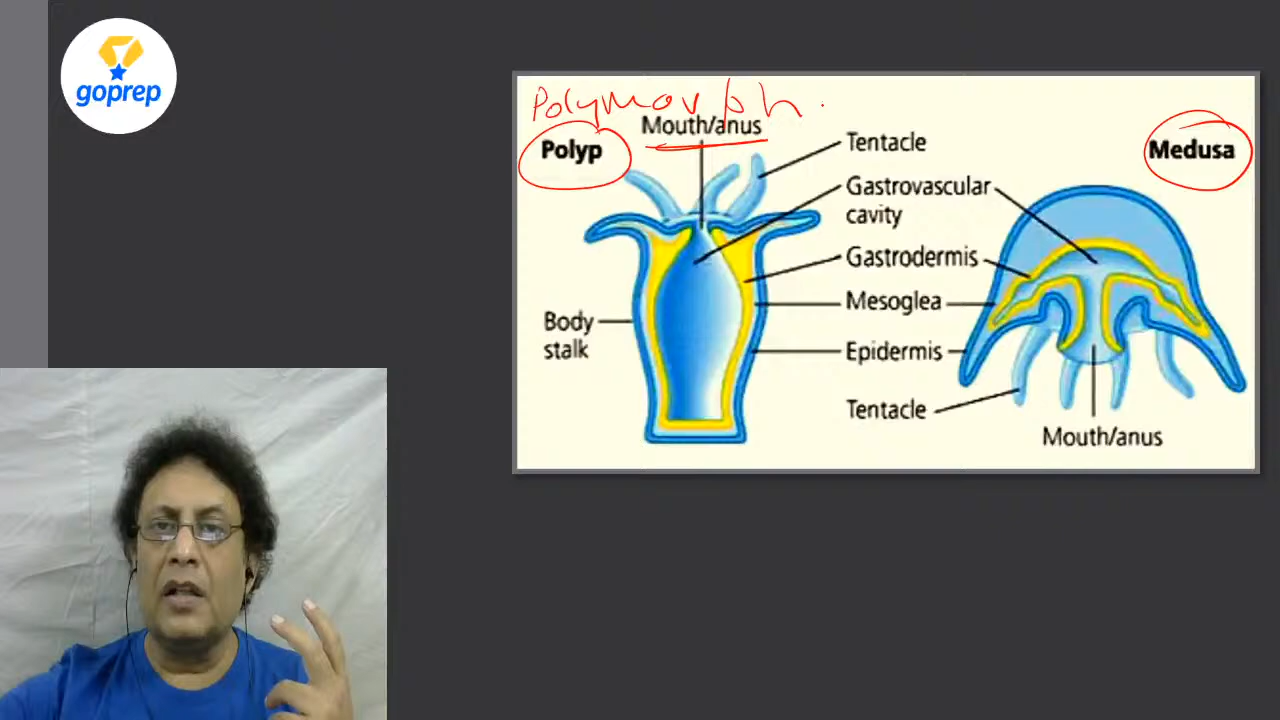 goprep
Polymorph.
Polyp
Mouth/anus
Tentacle
Medusa
Gastrovascular
cavity
Gastrodermis
Body
stalk
Mesoglea
Epidermis
Tentacle
Mouth/anus